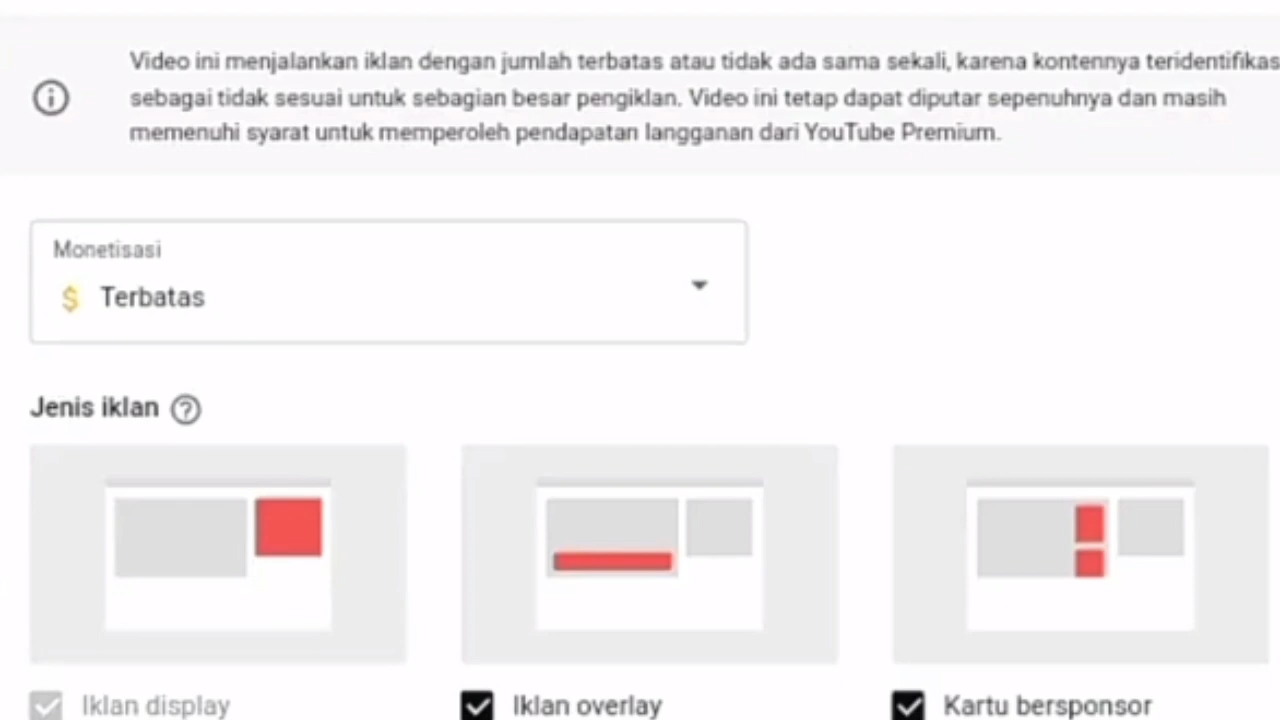 Video ini menjalankan iklan dengan jumlah terbatas atau tidak ada sama sekali, karena kontennya teridentifikas
sebagai tidak sesuai untuk sebagian besar pengiklan. Video ini tetap dapat diputar sepenuhnya dan masih
memenuhi syarat untuk memperoleh pendapatan langganan dari YouTube Premium.
Monetisasi
$ Terbatas
Jenis iklan
Iklan display
Iklan overlay
Kartu bersponsor